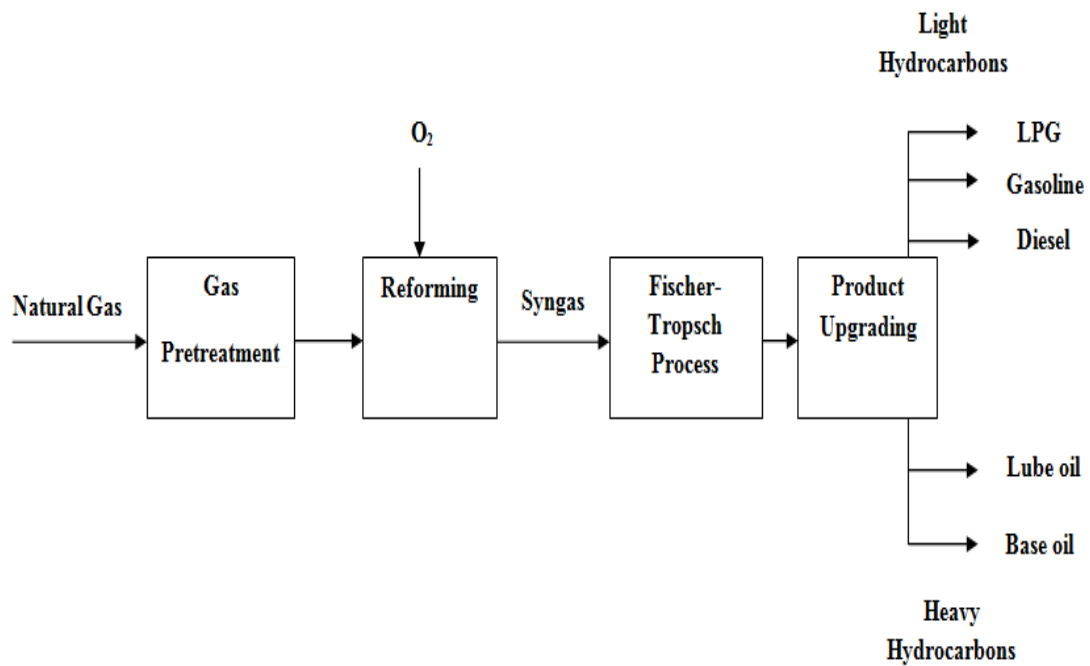 Light
Hydrocarbons
O₂
LPG
Gasoline
Diesel
Natural Gas
Gas
Pretreatment
Reforming
Syngas
Fischer-
Tropsch
Process
Product
Upgrading
Lube oil
Base oil
Heavy
Hydrocarbons